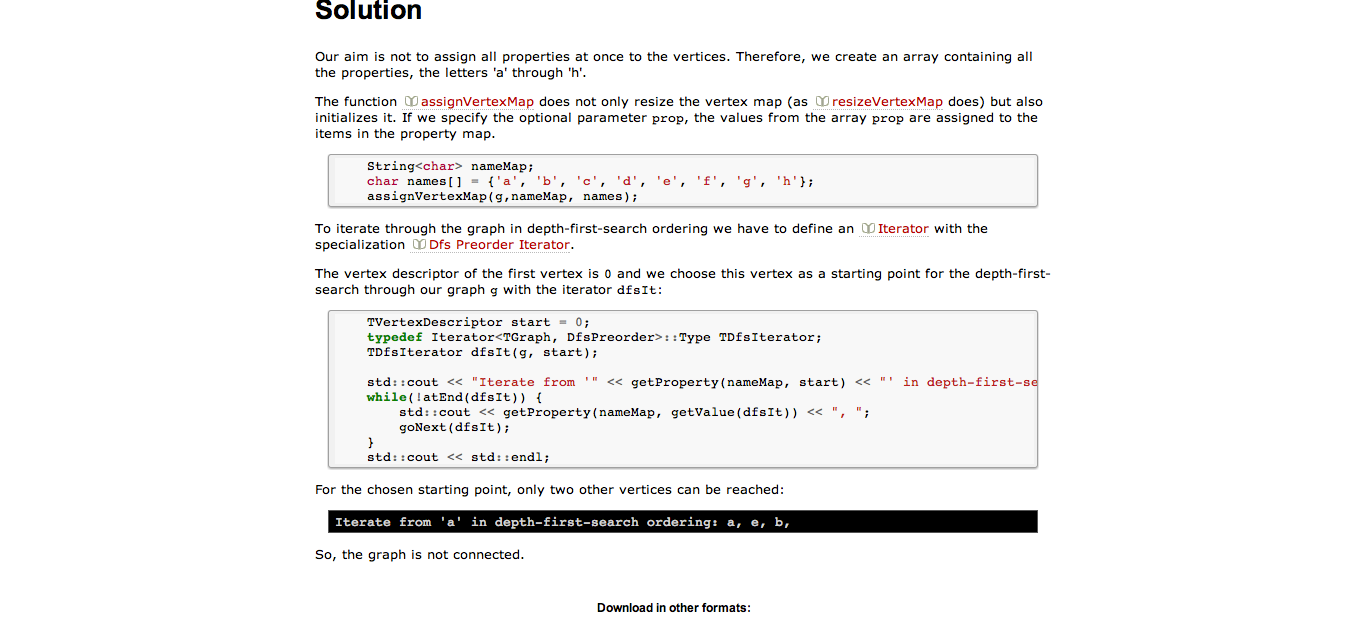 Solution
Our aim is not to assign all properties at once to the vertices. Therefore, we create an array containing all
the properties, the letters 'a' through 'h'.
The function assignVertexMap does not only resize the vertex map (as resizeVertexMap does) but also
initializes it. If we specify the optional parameter prop, the values from the array prop are assigned to the
items in the property map.
String<char> nameMap;
char names[] = {'a', 'b', 'c', 'd', 'e', 'f', 'g', 'h'};
assignVertexMap(g,nameMap, names);
To iterate through the graph in depth-first-search ordering we have to define an Iterator with the
specialization Dfs Preorder Iterator.
The vertex descriptor of the first vertex is 0 and we choose this vertex as a starting point for the depth-first-
search through our graph g with the iterator dfsIt:
TVertexDescriptor start = 0;
typedef Iterator<TGraph, DfsPreorder>::Type TDfsIterator;
TDfsIterator dfsIt(g, start);
std::cout << "Iterate from '" << getProperty(nameMap, start) << "' in depth-first-se
while(!atEnd(dfsIt)) {
std::cout << getProperty(nameMap, getValue(dfsIt)) << ", ";
goNext(dfsIt);
}
std::cout << std::endl;
For the chosen starting point, only two other vertices can be reached:
Iterate from 'a' in depth-first-search ordering: a, e, b,
So, the graph is not connected.
Download in other formats: